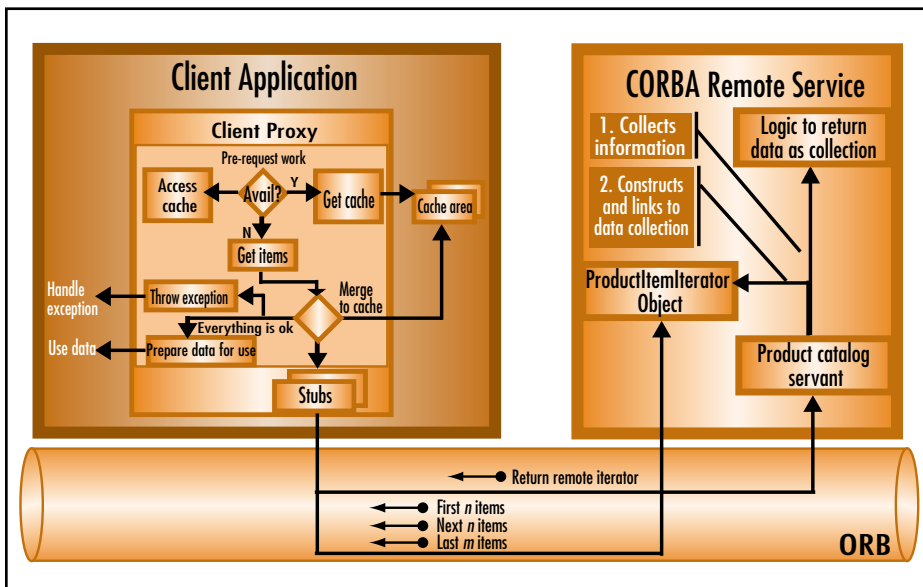 Client Application
Client Proxy
Pre-request work
Access
cache
Avail?
Y
Get cache
Cache area
N
Get items
Handle
exception
Throw exception
Merge
to cache
Everything is ok
Use data
Prepare data for use
Stubs
CORBA Remote Service
1. Collects
information
Logic to return
data as collection
2. Constructs
and links to
data collection
ProductItemIterator
Object
Product catalog
servant
Return remote iterator
First n items
Next n items
Last m items
ORB